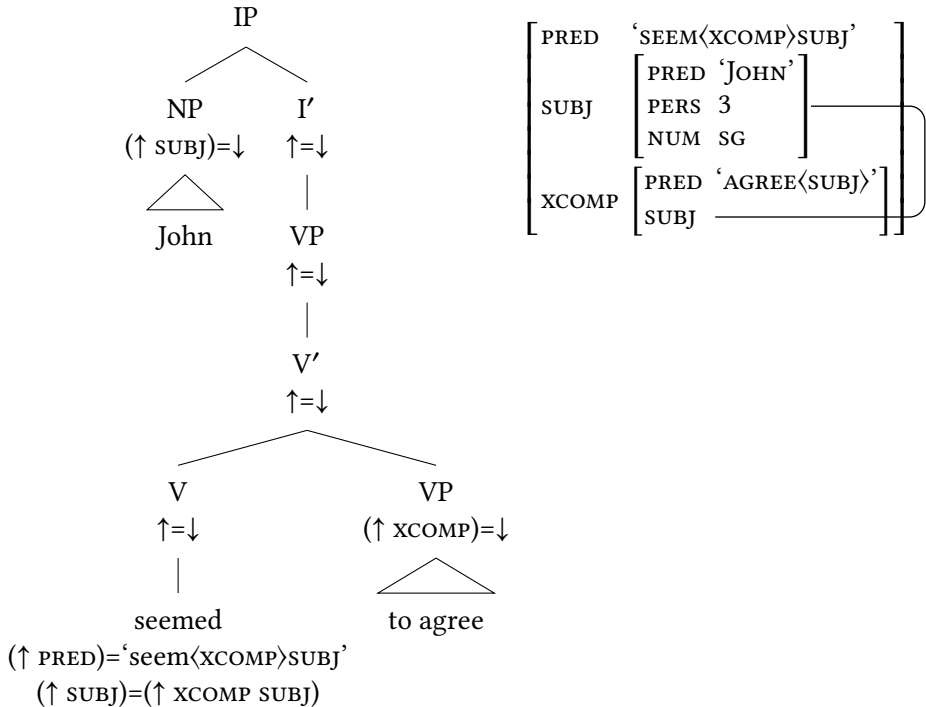 IP
NP I′
(↑ SUBJ)=↓ ↑=↓
John VP
↑=↓
V′
↑=↓
V VP
↑=↓ (↑ XCOMP)=↓
seemed to agree
(↑ PRED)=‘seem⟨XCOMP⟩SUBJ’
(↑ SUBJ)=(↑ XCOMP SUBJ)
PRED ‘SEEM⟨XCOMP⟩SUBJ’
SUBJ
PRED ‘JOHN’
PERS 3
NUM SG
XCOMP
PRED ‘AGREE⟨SUBJ⟩’
SUBJ